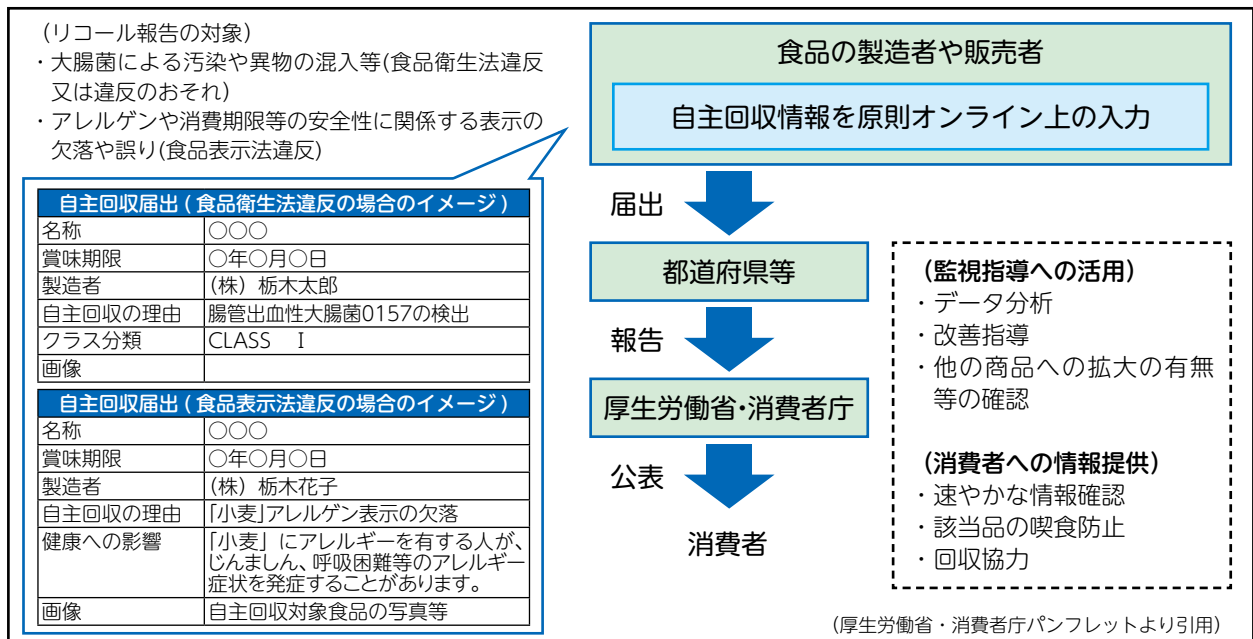 (リコール報告の対象)
・大腸菌による汚染や異物の混入等(食品衛生法違反
又は違反のおそれ)
・アレルゲンや消費期限等の安全性に関係する表示の
欠落や誤り(食品表示法違反)
自主回収届出(食品衛生法違反の場合のイメージ)
名称 ○○○
賞味期限 ○年○月○日
製造者 (株)栃木太郎
自主回収の理由 腸管出血性大腸菌O157の検出
クラス分類 CLASS Ⅰ
画像
自主回収届出(食品表示法違反の場合のイメージ)
名称 ○○○
賞味期限 ○年○月○日
製造者 (株)栃木花子
自主回収の理由 「小麦」アレルゲン表示の欠落
健康への影響 「小麦」にアレルギーを有する人が、
じんましん、呼吸困難等のアレルギー
症状を発症することがあります。
画像 自主回収対象食品の写真等
食品の製造者や販売者
自主回収情報を原則オンライン上の入力
届出
都道府県等
報告
厚生労働省・消費者庁
公表
消費者
(監視指導への活用)
・データ分析
・改善指導
・他の商品への拡大の有無
等の確認
(消費者への情報提供)
・速やかな情報確認
・該当品の喫食防止
・回収協力
(厚生労働省・消費者庁パンフレットより引用)